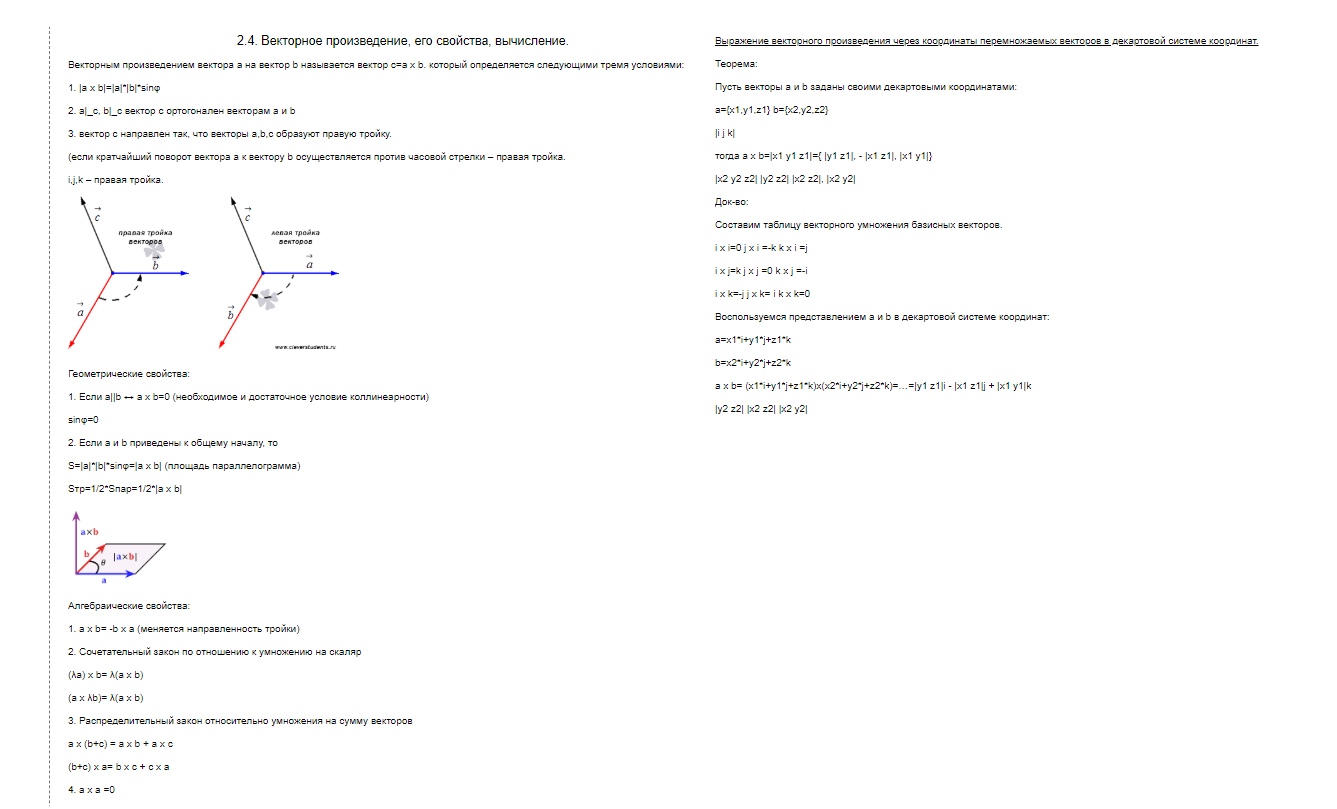 2.4. Векторное произведение, его свойства, вычисление.
Векторным произведением вектора a на вектор b называется вектор c=a x b. который определяется следующими тремя условиями:
1. |a x b|=|a|*|b|*sinφ
2. a|_c, b|_c вектор с ортогонален векторам a и b
3. вектор с направлен так, что векторы a,b,c образуют правую тройку.
(если кратчайший поворот вектора a к вектору b осуществляется против часовой стрелки – правая тройка.
i,j,k – правая тройка.
c
правая тройка
векторов
b
a
c
левая тройка
векторов
a
b
www.cleverstudents.ru
Геометрические свойства:
1. Если a||b ↔ a x b=0 (необходимое и достаточное условие коллинеарности)
sinφ=0
2. Если a и b приведены к общему началу, то
S=|a|*|b|*sinφ=|a x b| (площадь параллелограмма)
Sтр=1/2*Sпар=1/2*|a x b|
a×b
b
θ
|a×b|
a
Алгебраические свойства:
1. a x b= -b x a (меняется направленность тройки)
2. Сочетательный закон по отношению к умножению на скаляр
(λa) x b= λ(a x b)
(a x λb)= λ(a x b)
3. Распределительный закон относительно умножения на сумму векторов
a x (b+c) = a x b + a x c
(b+c) x a= b x c + c x a
4. a x a =0
Выражение векторного произведения через координаты перемножаемых векторов в декартовой системе координат.
Теорема:
Пусть векторы a и b заданы своими декартовыми координатами:
a={x1,y1,z1} b={x2,y2,z2}
|i j k|
тогда a x b=|x1 y1 z1|={ |y1 z1|, - |x1 z1|, |x1 y1|}
|x2 y2 z2| |y2 z2| |x2 z2|, |x2 y2|
Док-во:
Составим таблицу векторного умножения базисных векторов.
i x i=0 j x i =-k k x i =j
i x j=k j x j =0 k x j =-i
i x k=-j j x k= i k x k=0
Воспользуемся представлением a и b в декартовой системе координат:
a=x1*i+y1*j+z1*k
b=x2*i+y2*j+z2*k
a x b= (x1*i+y1*j+z1*k)x(x2*i+y2*j+z2*k)=…=|y1 z1|i - |x1 z1|j + |x1 y1|k
|y2 z2| |x2 z2| |x2 y2|